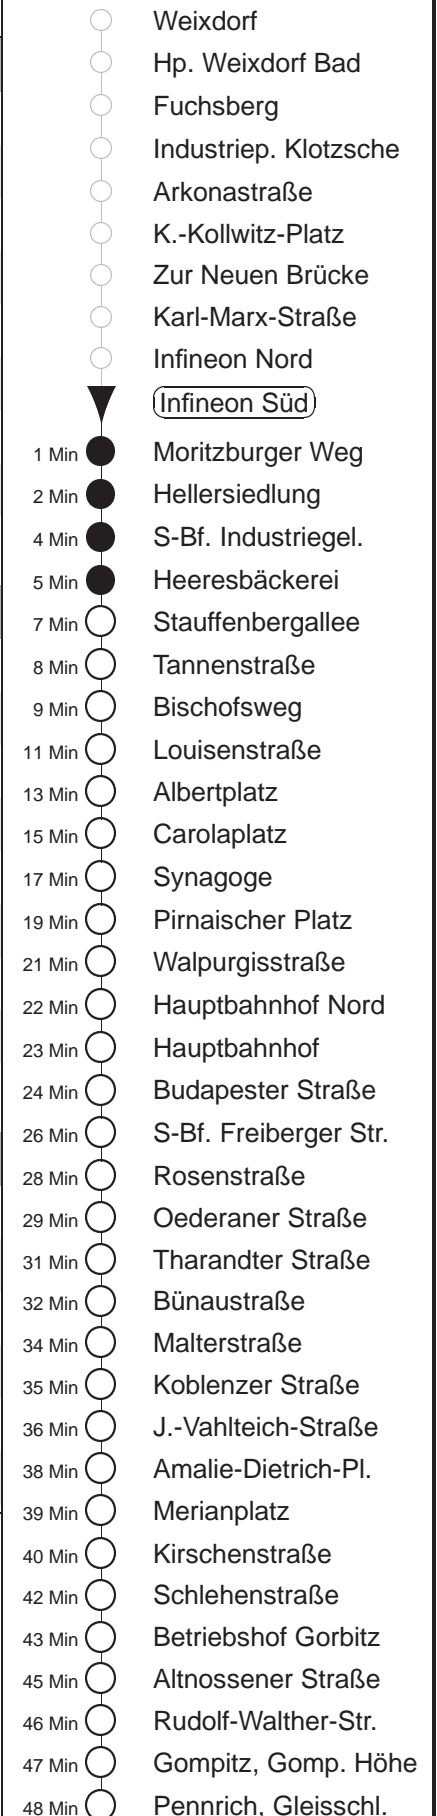 Weixdorf
Hp. Weixdorf Bad
Fuchsberg
Industriep. Klotzsche
Arkonastraße
K.-Kollwitz-Platz
Zur Neuen Brücke
Karl-Marx-Straße
Infineon Nord
Infineon Süd
1 Min Moritzburger Weg
2 Min Hellersiedlung
4 Min S-Bf. Industriegel.
5 Min Heeresbäckerei
7 Min Stauffenbergallee
8 Min Tannenstraße
9 Min Bischofsweg
11 Min Louisenstraße
13 Min Albertplatz
15 Min Carolaplatz
17 Min Synagoge
19 Min Pirnaischer Platz
21 Min Walpurgisstraße
22 Min Hauptbahnhof Nord
23 Min Hauptbahnhof
24 Min Budapester Straße
26 Min S-Bf. Freiberger Str.
28 Min Rosenstraße
29 Min Oederaner Straße
31 Min Tharandter Straße
32 Min Bünaustraße
34 Min Malterstraße
35 Min Koblenzer Straße
36 Min J.-Vahlteich-Straße
38 Min Amalie-Dietrich-Pl.
39 Min Merianplatz
40 Min Kirschenstraße
42 Min Schlehenstraße
43 Min Betriebshof Gorbitz
45 Min Altnossener Straße
46 Min Rudolf-Walther-Str.
47 Min Gompitz, Gomp. Höhe
48 Min Pennrich, Gleisschl.